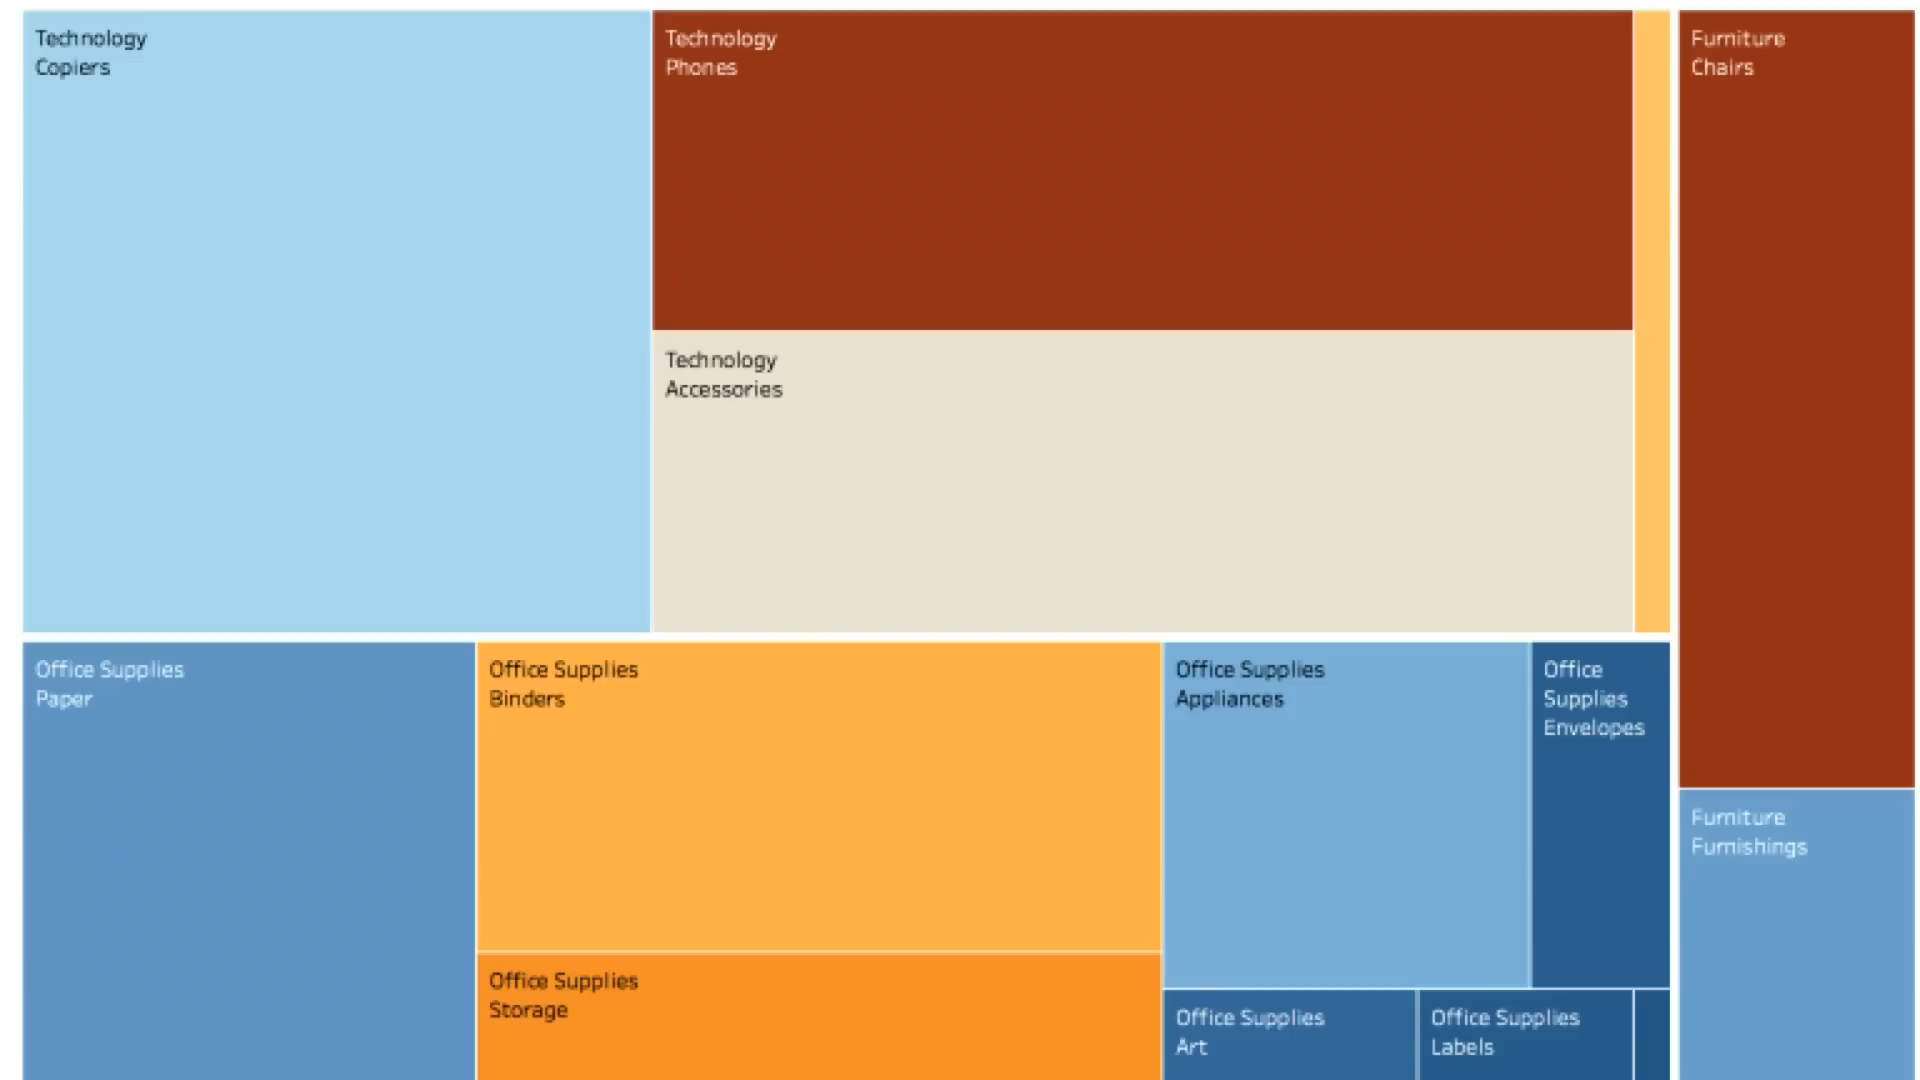 Technology
Copiers
Technology
Phones
Furniture
Chairs
Technology
Accessories
Office Supplies
Paper
Office Supplies
Binders
Office Supplies
Appliances
Office
Supplies
Envelopes
Furniture
Furnishings
Office Supplies
Storage
Office Supplies
Art
Office Supplies
Labels